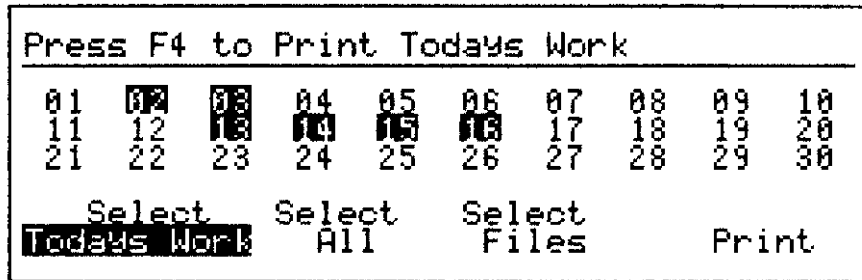 Press F4 to Print Todays Work
01 02 03 04 05 06 07 08 09 10
11 12 13 14 15 16 17 18 19 20
21 22 23 24 25 26 27 28 29 30
Select Select Select
Todays Work All Files Print